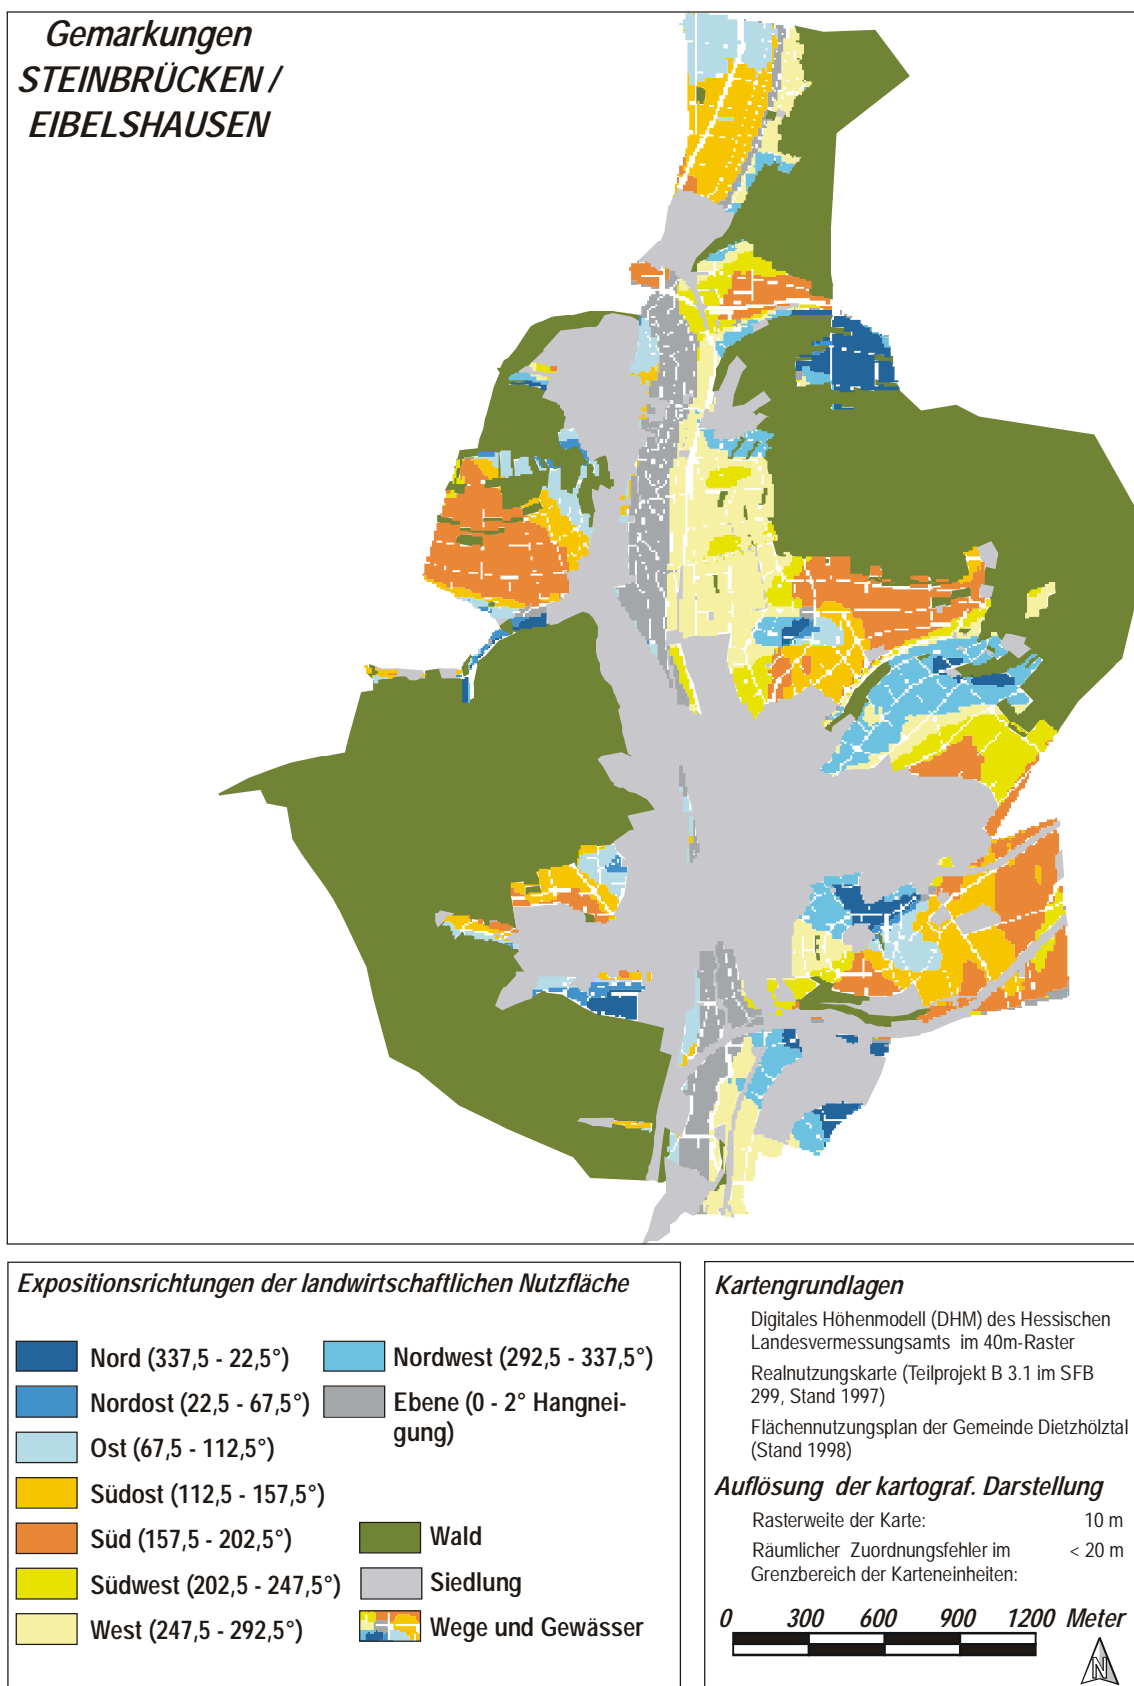 Gemarkungen
STEINBRÜCKEN /
EIBELSHAUSEN
Expositionsrichtungen der landwirtschaftlichen Nutzfläche
Nord (337,5 - 22,5°)
Nordost (22,5 - 67,5°)
Ost (67,5 - 112,5°)
Südost (112,5 - 157,5°)
Süd (157,5 - 202,5°)
Südwest (202,5 - 247,5°)
West (247,5 - 292,5°)
Nordwest (292,5 - 337,5°)
Ebene (0 - 2° Hangnei-
gung)
Wald
Siedlung
Wege und Gewässer
Kartengrundlagen
Digitales Höhenmodell (DHM) des Hessischen
Landesvermessungsamts im 40m-Raster
Realnutzungskarte (Teilprojekt B 3.1 im SFB
299, Stand 1997)
Flächennutzungsplan der Gemeinde Dietzhölztal
(Stand 1998)
Auflösung der kartograf. Darstellung
Rasterweite der Karte: 10 m
Räumlicher Zuordnungsfehler im < 20 m
Grenzbereich der Karteneinheiten:
0 300 600 900 1200 Meter
N